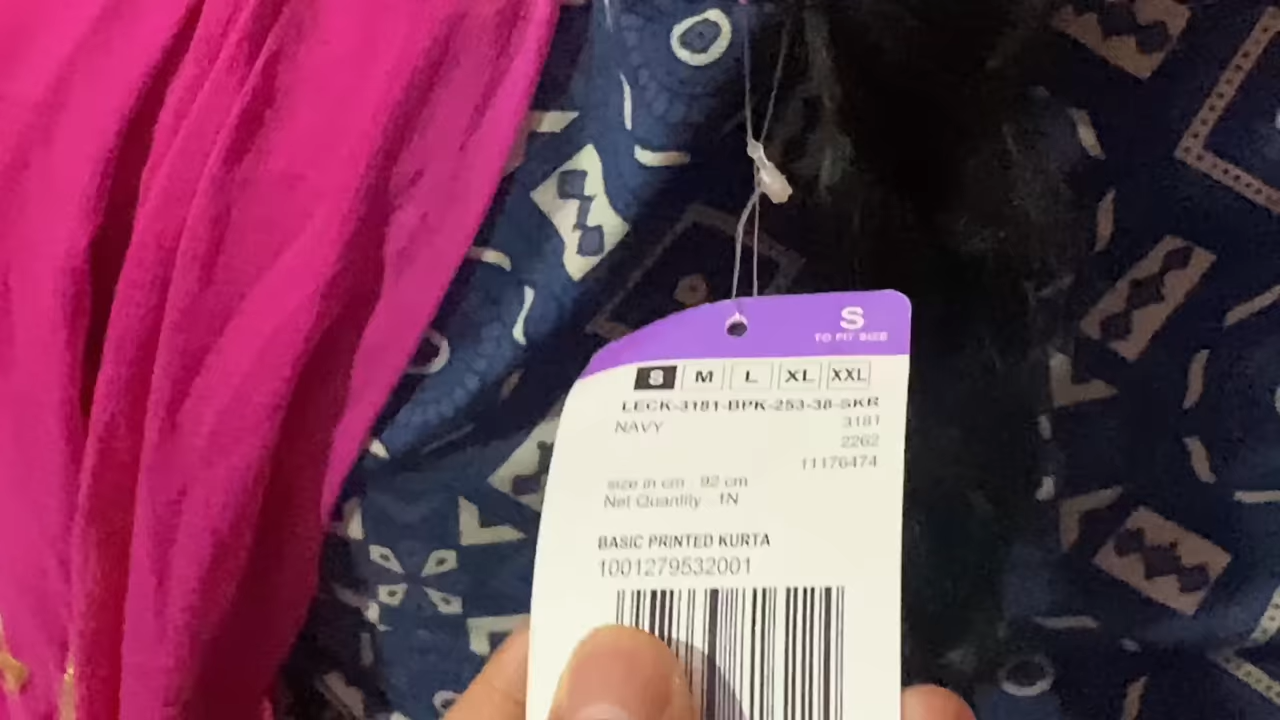 S
TO FIT SIZE
S M L XL XXL
LECK-3181-BPK-253-38-SKR
NAVY 3181
2262
11176474
size in cm - 92 cm
Net Quantity - 1N
BASIC PRINTED KURTA
1001279532001